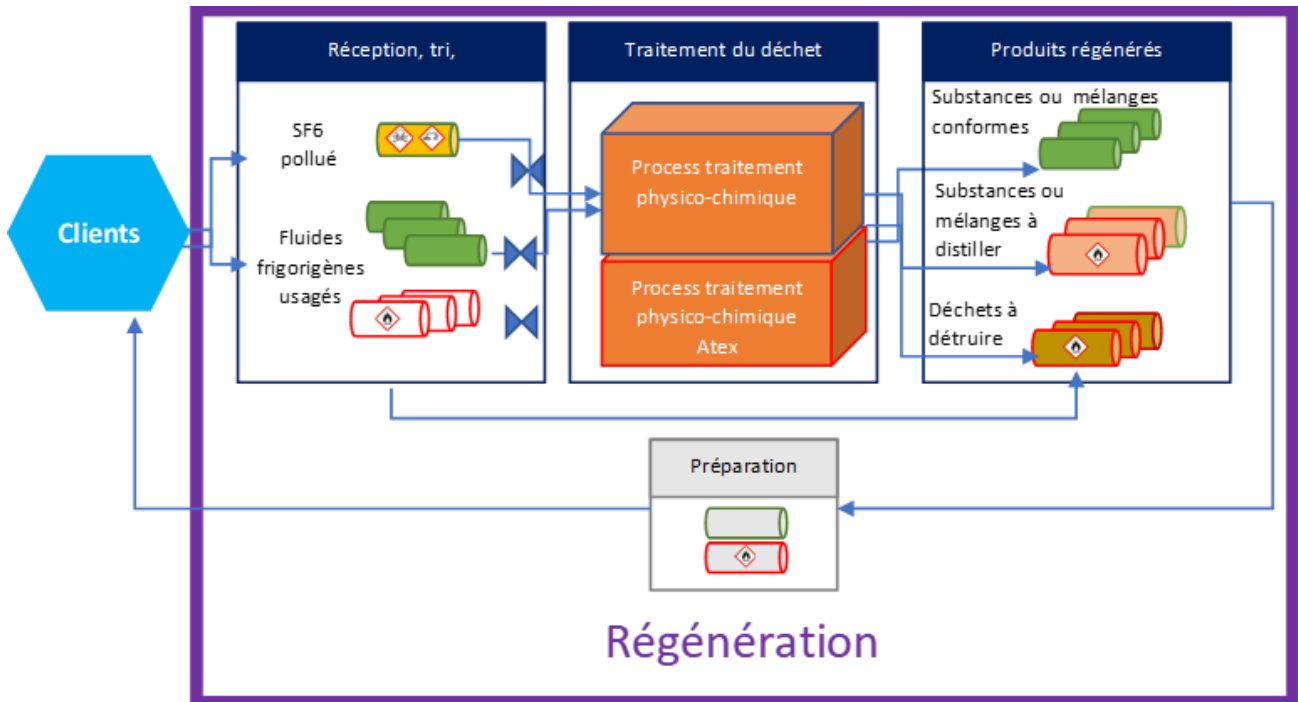 Réception, tri,
Traitement du déchet
Produits régénérés
Clients
SF6
pollué
Fluides
frigorigènes
usagés
Process traitement
physico-chimique
Process traitement
physico-chimique
Atex
Substances ou mélanges
conformes
Substances ou
mélanges à
distiller
Déchets à
détruire
Préparation
Régénération